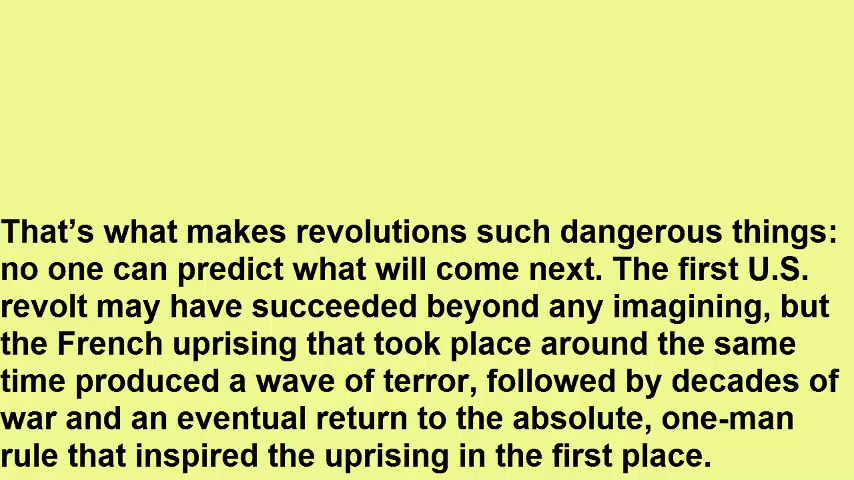 That’s what makes revolutions such dangerous things:
no one can predict what will come next. The first U.S.
revolt may have succeeded beyond any imagining, but
the French uprising that took place around the same
time produced a wave of terror, followed by decades of
war and an eventual return to the absolute, one-man
rule that inspired the uprising in the first place.